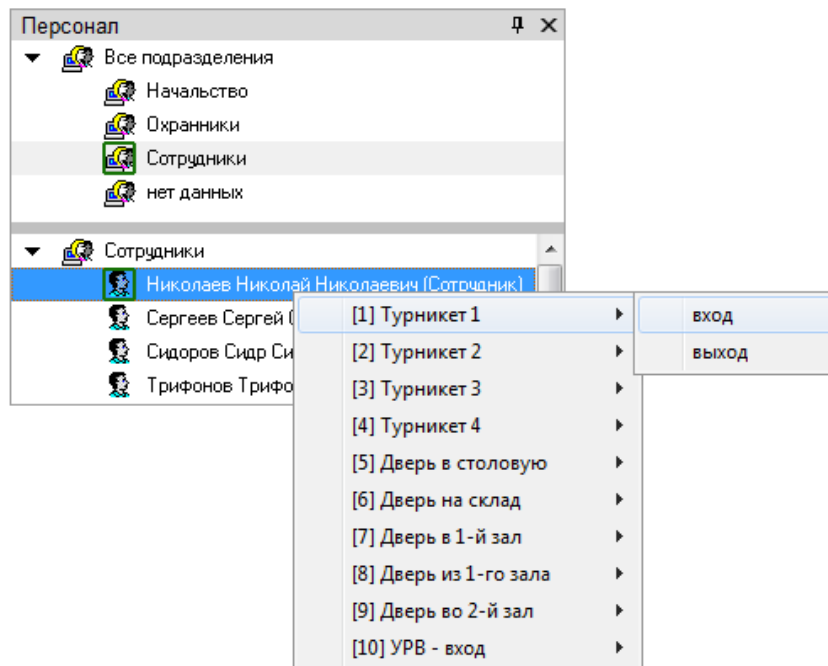 Персонал
Все подразделения
Начальство
Охранники
Сотрудники
нет данных
Сотрудники
Николаев Николай Николаевич (Сотрудник)
Сергеев Сергей (
Сидоров Сидр Си
Трифонов Трифо
[1] Турникет 1
[2] Турникет 2
[3] Турникет 3
[4] Турникет 4
[5] Дверь в столовую
[6] Дверь на склад
[7] Дверь в 1-й зал
[8] Дверь из 1-го зала
[9] Дверь во 2-й зал
[10] УРВ - вход
вход
выход